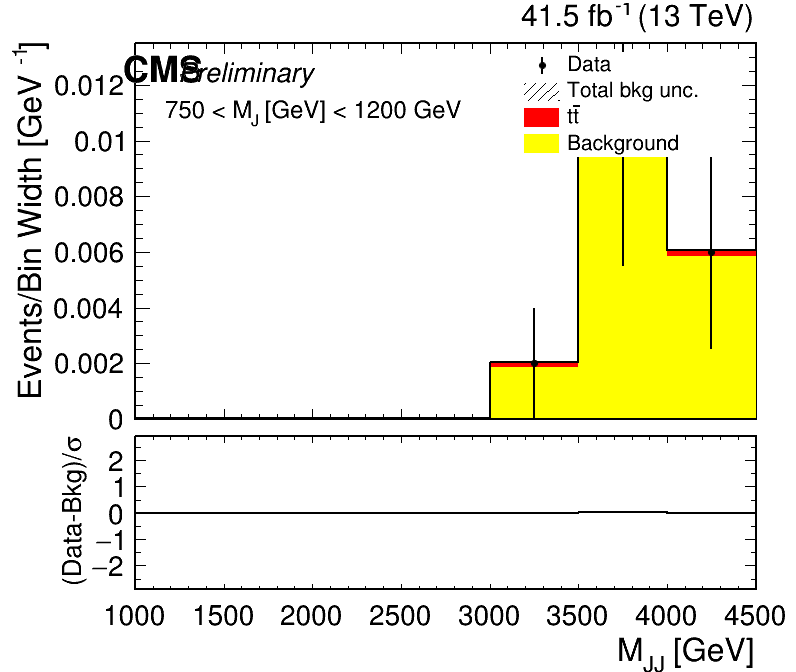 41.5 fb⁻¹ (13 TeV)
CMS Preliminary
750 < M_J [GeV] < 1200 GeV
Data
Total bkg unc.
tt̄
Background
Events/Bin Width [GeV⁻¹]
0.012
0.01
0.008
0.006
0.004
0.002
0
(Data-Bkg)/σ
2
1
0
−1
−2
1000 1500 2000 2500 3000 3500 4000 4500
M_JJ [GeV]